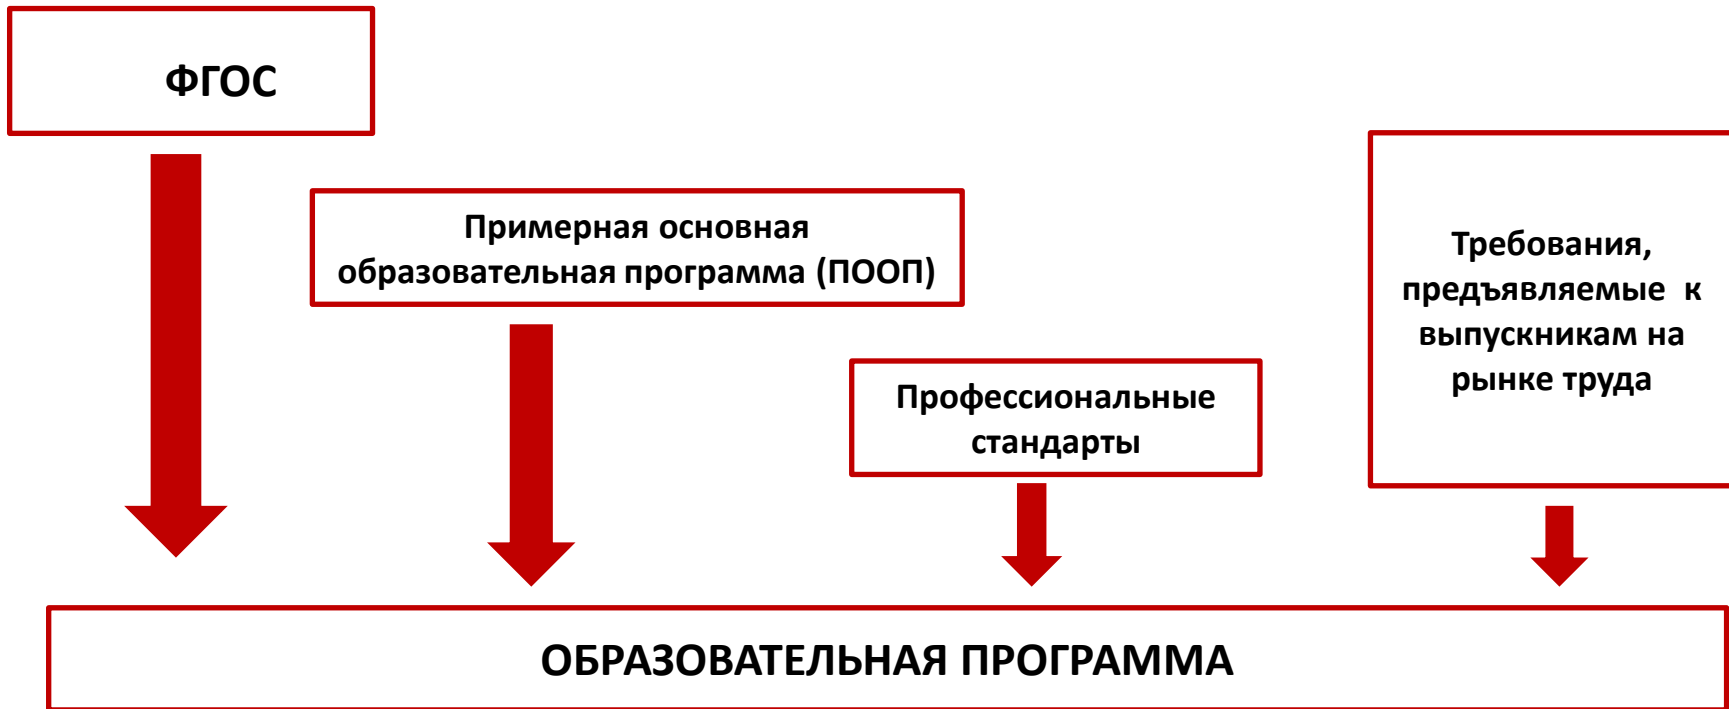 ФГОС
Примерная основная
образовательная программа (ПООП)
Профессиональные
стандарты
Требования,
предъявляемые к
выпускникам на
рынке труда
ОБРАЗОВАТЕЛЬНАЯ ПРОГРАММА